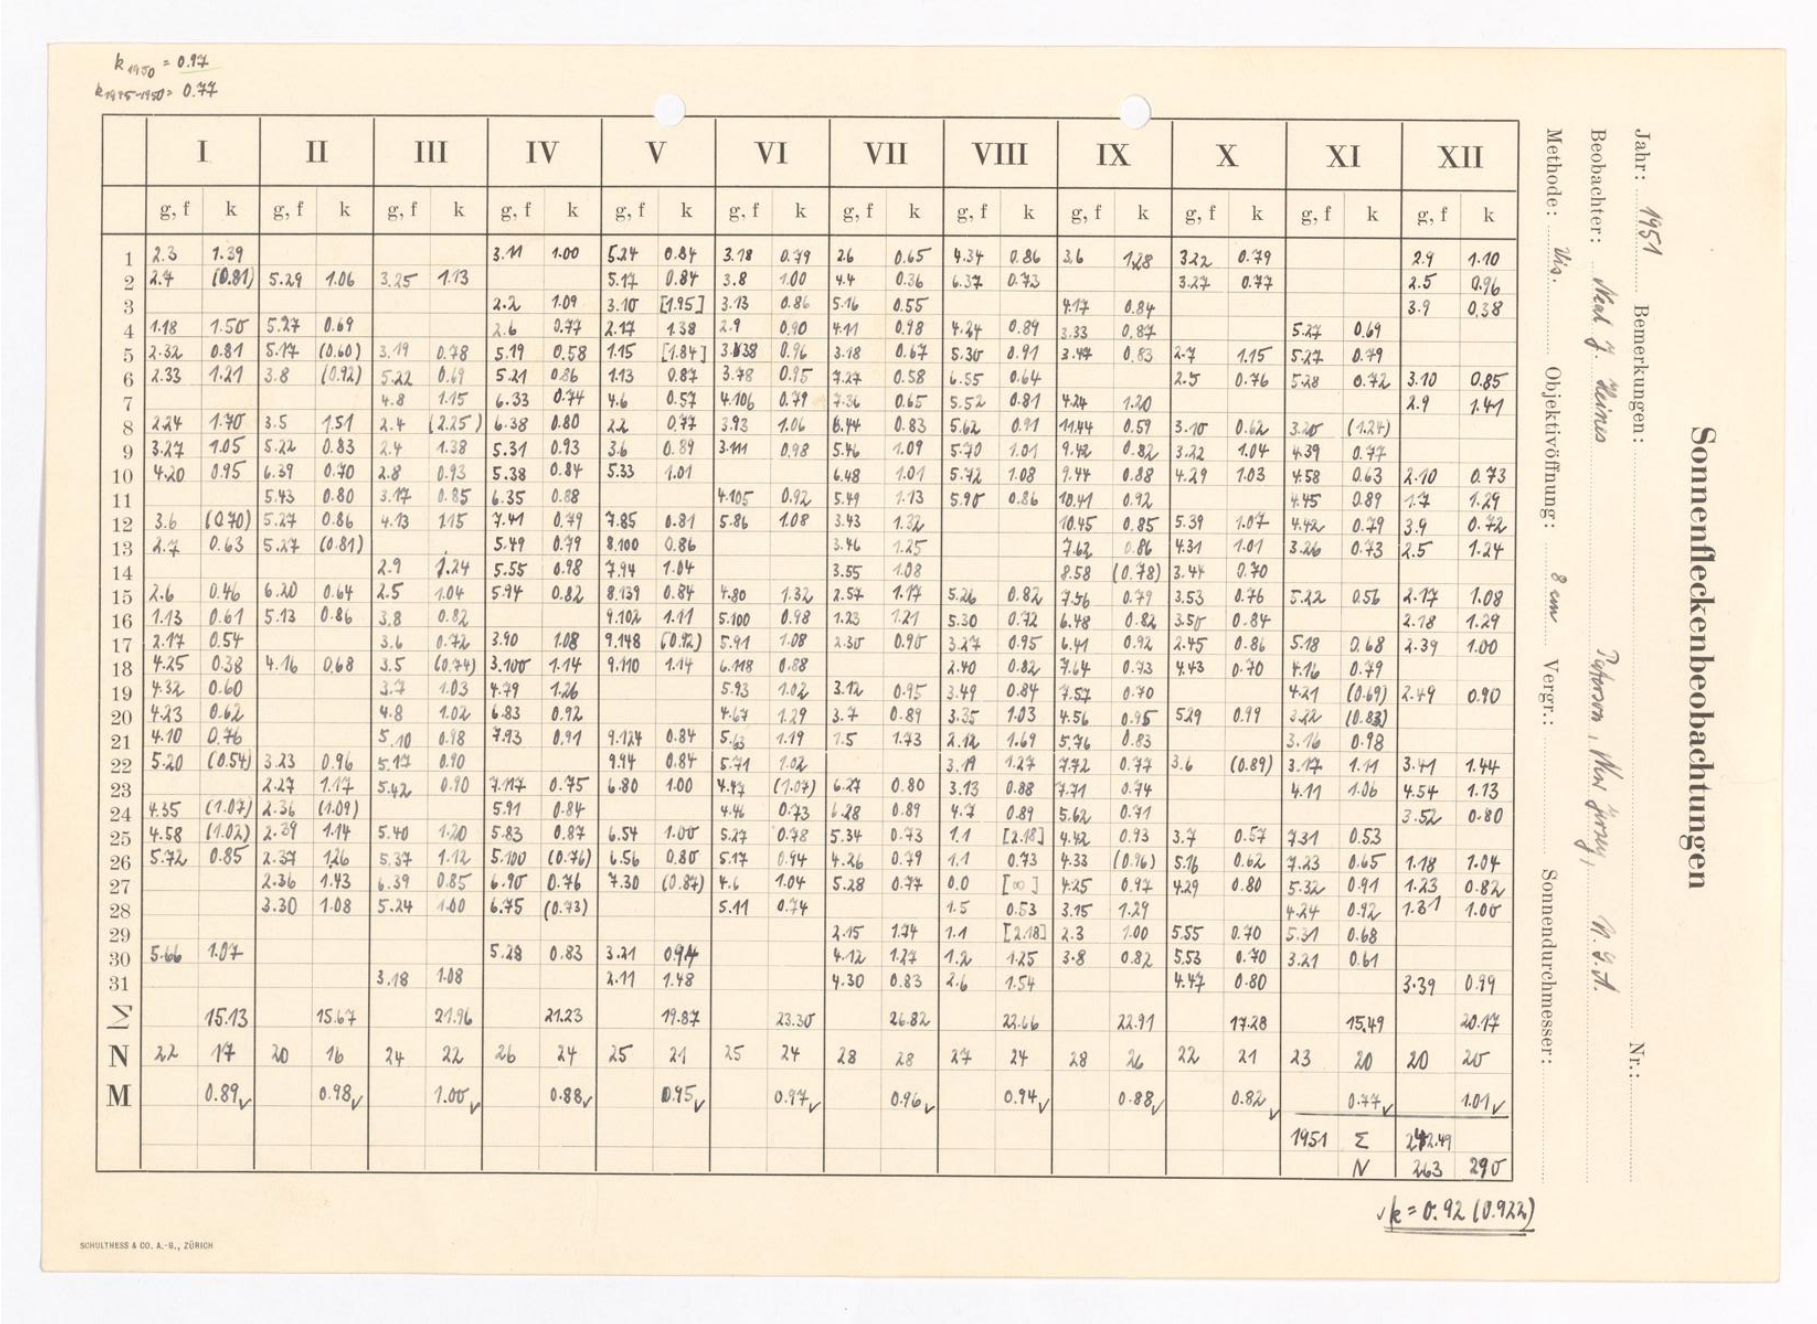 k 1950 = 0.97
k 1945-1950 = 0.77
Sonnenfleckenbeobachtungen
Jahr: 1951 Bemerkungen: Nr.:
Beobachter: Neal J. Heines Paterson, New Jersey, U.S.A.
Methode: vis. Objektivöffnung: 8 cm Vergr.: Sonnendurchmesser:
I II III IV V VI VII VIII IX X XI XII
g, f k g, f k g, f k g, f k g, f k g, f k g, f k g, f k g, f k g, f k g, f k g, f k
1 2.3 1.39 3.11 1.00 5.24 0.84 3.18 0.79 2.6 0.65 4.34 0.86 3.6 1.28 3.22 0.79 2.9 1.10
2 2.7 (0.81) 5.29 1.06 3.25 1.13 5.17 0.84 3.8 1.00 4.4 0.36 6.37 0.73 3.27 0.77 2.5 0.96
3 2.2 1.09 3.10 [1.95] 3.13 0.86 5.16 0.55 4.17 0.84 3.9 0.38
4 1.18 1.50 5.27 0.69 2.6 0.77 2.17 1.38 2.9 0.90 4.11 0.98 4.24 0.89 3.33 0.87 5.27 0.69
5 2.32 0.81 5.17 (0.60) 3.19 0.78 5.19 0.58 1.15 [1.84] 3.38 0.96 3.18 0.67 5.30 0.91 3.47 0.83 2.7 1.15 5.27 0.79
6 2.33 1.21 3.8 (0.92) 5.22 0.69 5.21 0.86 1.13 0.87 3.78 0.95 7.27 0.58 6.55 0.64 2.5 0.76 5.28 0.72 3.10 0.85
7 4.8 1.15 6.33 0.74 4.6 0.57 4.106 0.79 7.36 0.65 5.52 0.81 4.24 1.20 2.9 1.41
8 2.24 1.70 3.5 1.51 2.4 (2.25) 6.38 0.80 2.2 0.77 3.93 1.06 6.44 0.83 5.62 0.91 11.44 0.59 3.10 0.62 3.20 (1.24)
9 3.27 1.05 5.22 0.83 2.4 1.38 5.31 0.93 3.6 0.89 3.111 0.98 5.46 1.09 5.70 1.01 9.42 0.82 3.22 1.04 4.39 0.77
10 4.20 0.95 6.39 0.70 2.8 0.93 5.38 0.84 5.33 1.01 6.48 1.01 5.72 1.08 9.44 0.88 4.29 1.03 4.58 0.63 2.10 0.73
11 5.43 0.80 3.17 0.85 6.35 0.88 4.105 0.92 5.49 1.13 5.90 0.86 10.41 0.92 4.45 0.89 1.7 1.29
12 3.6 (0.70) 5.27 0.86 4.13 1.15 7.41 0.79 7.85 0.81 5.86 1.08 3.43 1.32 10.45 0.85 5.39 1.07 4.42 0.79 3.9 0.72
13 2.7 0.63 5.27 (0.81) 5.49 0.79 8.100 0.86 3.46 1.25 7.62 0.86 4.31 1.01 3.26 0.73 2.5 1.24
14 2.9 1.24 5.55 0.98 7.94 1.04 3.55 1.08 8.58 (0.78) 3.44 0.70
15 2.6 0.46 6.20 0.64 2.5 1.04 5.94 0.82 8.139 0.84 4.80 1.32 2.57 1.17 5.26 0.82 7.56 0.79 3.53 0.76 5.22 0.56 2.17 1.08
16 1.13 0.61 5.13 0.86 3.8 0.82 9.102 1.11 5.100 0.98 1.23 1.21 5.30 0.72 6.48 0.82 3.50 0.84 2.18 1.29
17 2.17 0.54 3.6 0.72 3.90 1.08 9.148 (0.92) 5.91 1.08 2.30 0.90 3.27 0.95 6.41 0.92 2.45 0.86 5.18 0.68 2.39 1.00
18 4.25 0.38 4.16 0.68 3.5 (0.74) 3.100 1.14 9.110 1.14 6.118 0.88 2.40 0.82 7.64 0.73 4.43 0.70 4.16 0.79
19 4.32 0.60 3.7 1.03 4.79 1.26 5.93 1.02 3.12 0.95 3.49 0.84 7.57 0.70 4.21 (0.69) 2.49 0.90
20 4.23 0.62 4.8 1.02 6.83 0.92 4.67 1.29 3.7 0.89 3.35 1.03 4.56 0.95 5.29 0.99 3.22 (0.83)
21 4.10 0.76 5.10 0.98 7.93 0.91 9.124 0.84 5.63 1.19 1.5 1.73 2.12 1.69 5.76 0.83 3.16 0.98
22 5.20 (0.54) 3.23 0.96 5.17 0.90 9.94 0.84 5.71 1.02 3.19 1.27 7.72 0.77 3.6 (0.89) 3.17 1.11 3.41 1.44
23 2.27 1.17 5.42 0.90 7.117 0.75 6.80 1.00 4.47 (1.07) 6.27 0.80 3.13 0.88 7.71 0.74 4.11 1.06 4.54 1.13
24 4.35 (1.07) 2.36 (1.09) 5.91 0.84 4.46 0.73 6.28 0.89 4.7 0.89 5.62 0.71 3.52 0.80
25 4.58 (1.02) 2.39 1.14 5.40 1.20 5.83 0.87 6.54 1.00 5.27 0.78 5.34 0.73 1.1 [2.18] 4.42 0.93 3.7 0.57 7.31 0.53
26 5.72 0.85 2.37 1.26 5.37 1.12 5.100 (0.76) 6.56 0.80 5.17 0.94 4.26 0.79 1.1 0.73 4.33 (0.96) 5.16 0.62 7.23 0.65 1.18 1.04
27 2.36 1.43 6.39 0.85 6.90 0.76 7.30 (0.87) 4.6 1.04 5.28 0.77 0.0 [∞] 4.25 0.97 4.29 0.80 5.32 0.91 1.23 0.82
28 3.30 1.08 5.24 1.00 6.75 (0.73) 5.11 0.74 1.5 0.53 3.15 1.29 4.24 0.92 1.31 1.00
29 2.15 1.74 1.1 [2.18] 2.3 1.00 5.55 0.70 5.31 0.68
30 5.66 1.07 5.28 0.83 3.21 0.94 4.12 1.27 1.2 1.25 3.8 0.82 5.53 0.70 3.21 0.61
31 3.18 1.08 2.11 1.48 4.30 0.83 2.6 1.54 4.47 0.80 3.39 0.99
Σ 15.13 15.67 21.96 21.23 19.87 23.30 26.82 22.66 22.91 17.28 15.49 20.17
N 22 17 20 16 24 22 26 24 25 21 25 24 28 28 27 24 28 26 22 21 23 20 20 20
M 0.89✓ 0.98✓ 1.00✓ 0.88✓ 0.95✓ 0.97✓ 0.96✓ 0.94✓ 0.88✓ 0.82✓ 0.77✓ 1.01✓
1951 Σ 242.49
N 263 290
✓k = 0.92 (0.922)
SCHULTHESS & CO. A.-G., ZÜRICH